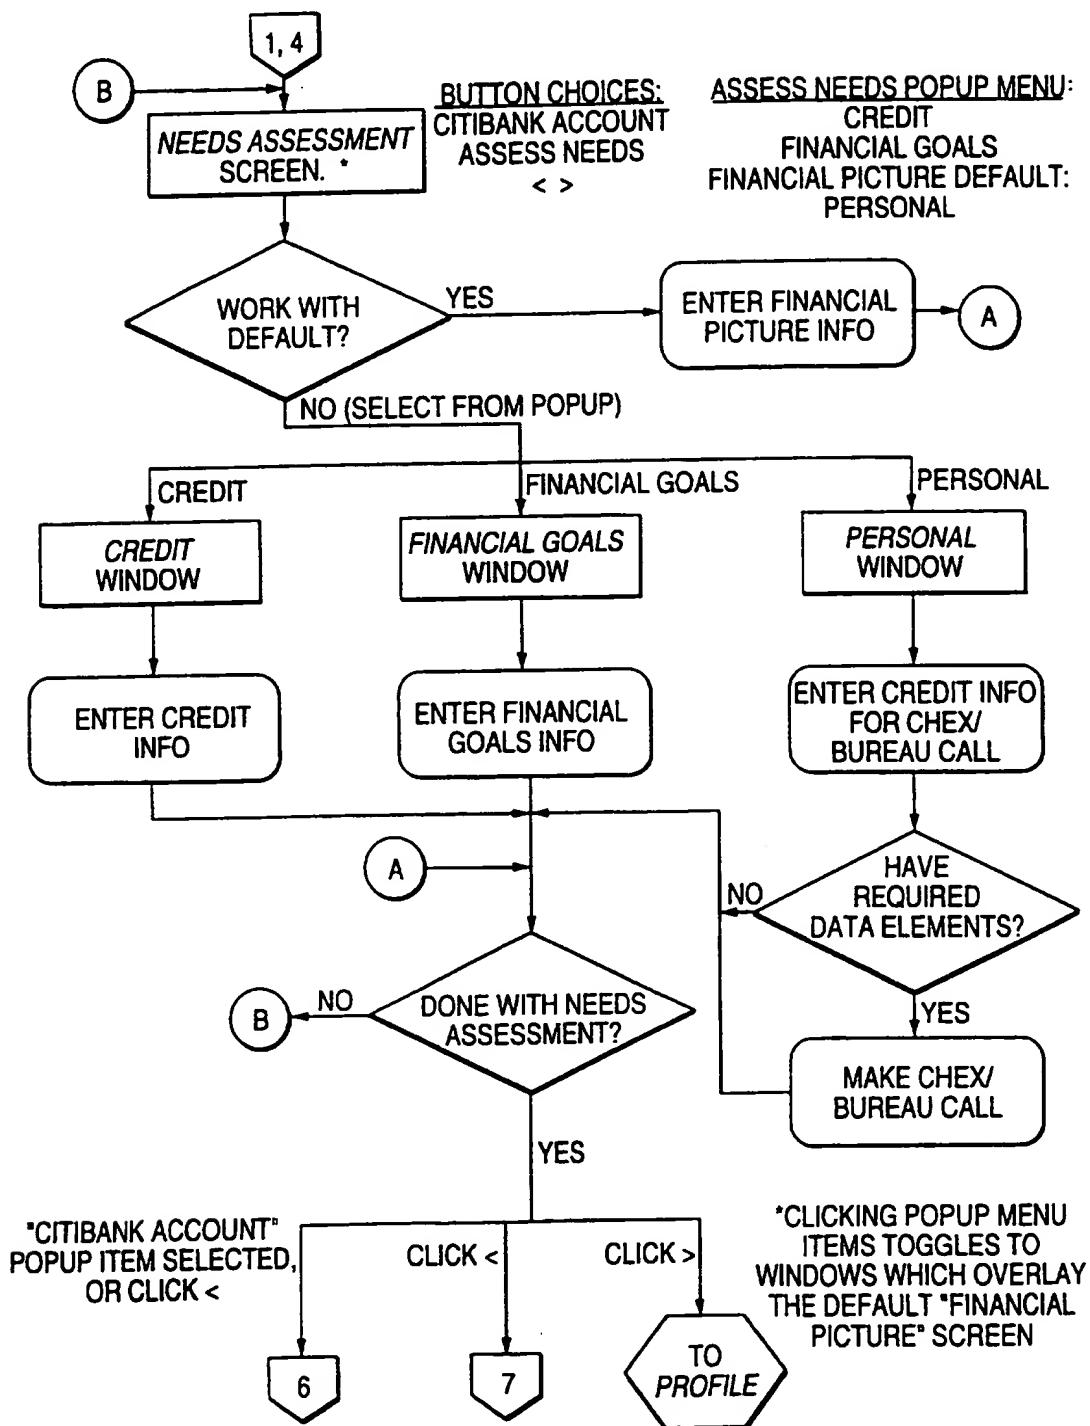 1, 4
B
BUTTON CHOICES:
CITIBANK ACCOUNT
ASSESS NEEDS
< >
ASSESS NEEDS POPUP MENU:
CREDIT
FINANCIAL GOALS
FINANCIAL PICTURE DEFAULT:
PERSONAL
NEEDS ASSESSMENT
SCREEN. *
WORK WITH
DEFAULT?
YES
ENTER FINANCIAL
PICTURE INFO
A
NO (SELECT FROM POPUP)
CREDIT
FINANCIAL GOALS
PERSONAL
CREDIT
WINDOW
FINANCIAL GOALS
WINDOW
PERSONAL
WINDOW
ENTER CREDIT
INFO
ENTER FINANCIAL
GOALS INFO
ENTER CREDIT INFO
FOR CHEX/
BUREAU CALL
A
HAVE
REQUIRED
DATA ELEMENTS?
NO
YES
B
NO
DONE WITH NEEDS
ASSESSMENT?
MAKE CHEX/
BUREAU CALL
YES
"CITIBANK ACCOUNT"
POPUP ITEM SELECTED,
OR CLICK <
CLICK <
CLICK >
*CLICKING POPUP MENU
ITEMS TOGGLES TO
WINDOWS WHICH OVERLAY
THE DEFAULT "FINANCIAL
PICTURE" SCREEN
6
7
TO
PROFILE